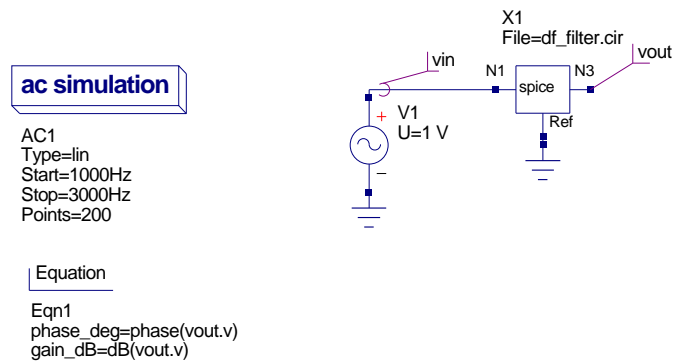 ac simulation
AC1
Type=lin
Start=1000Hz
Stop=3000Hz
Points=200
Equation
Eqn1
phase_deg=phase(vout.v)
gain_dB=dB(vout.v)
vin
+
V1
U=1 V
−
X1
File=df_filter.cir
N1
spice
N3
Ref
vout